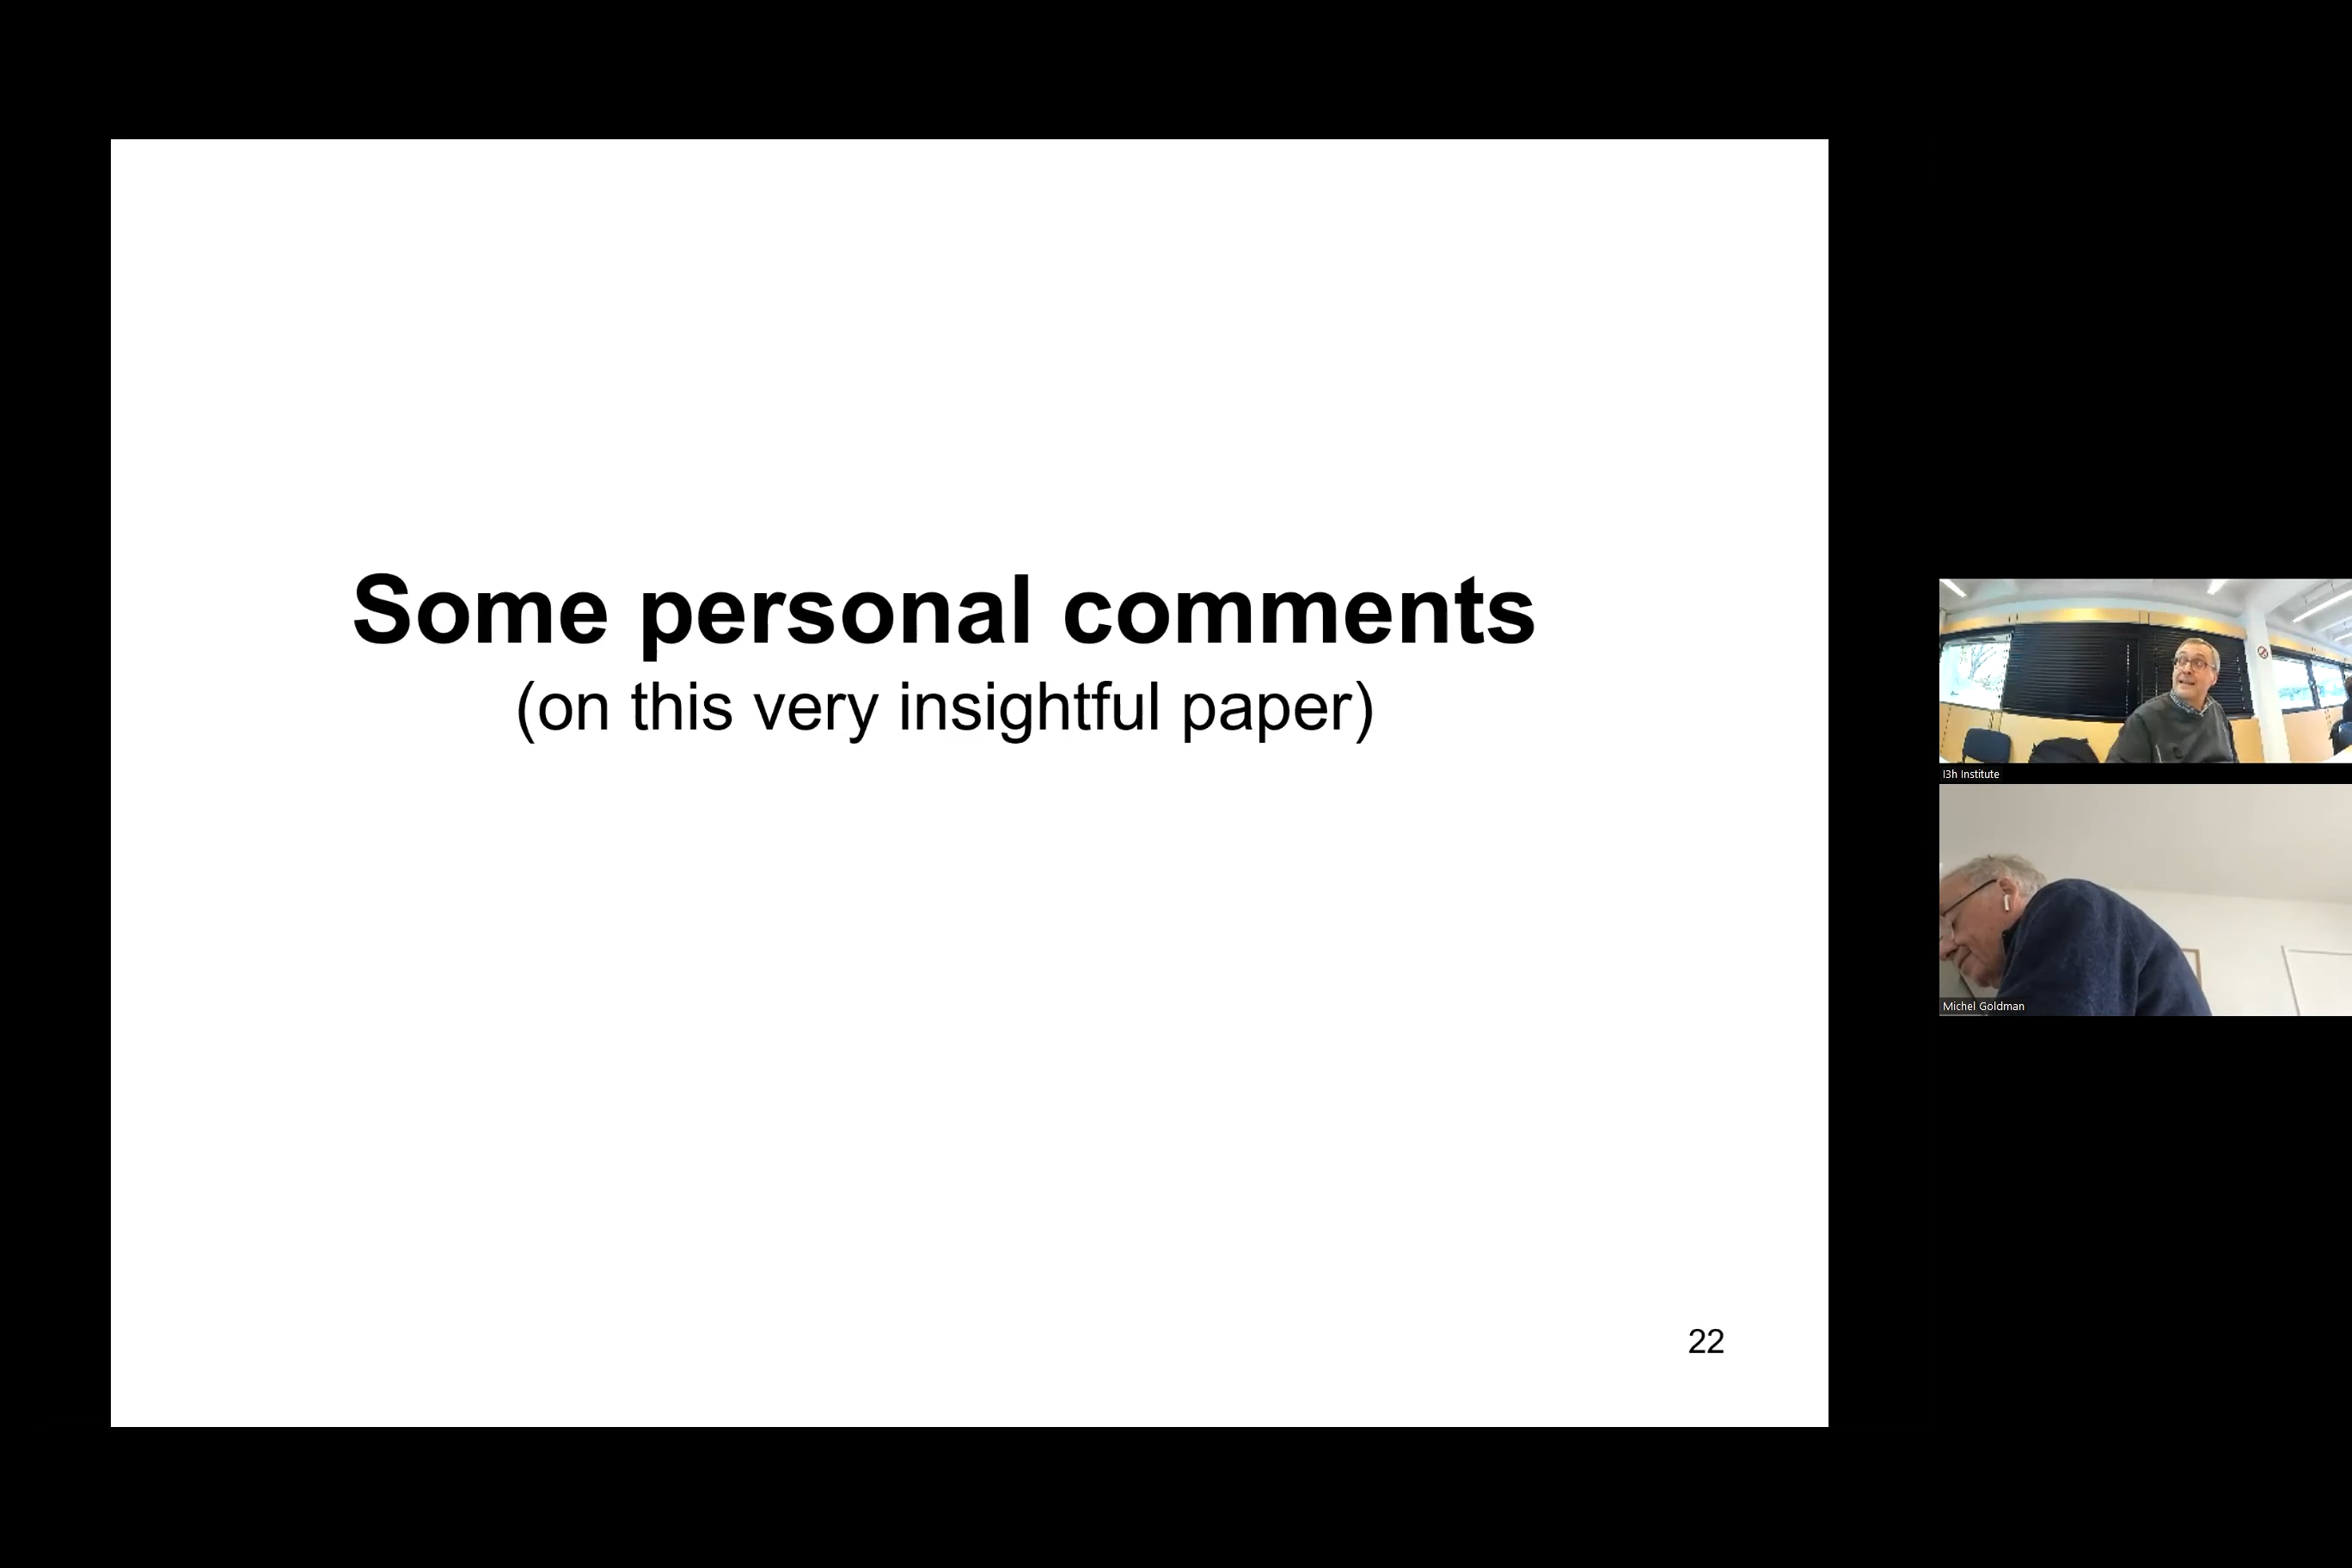 Some personal comments
(on this very insightful paper)
22
I3h Institute
Michel Goldman